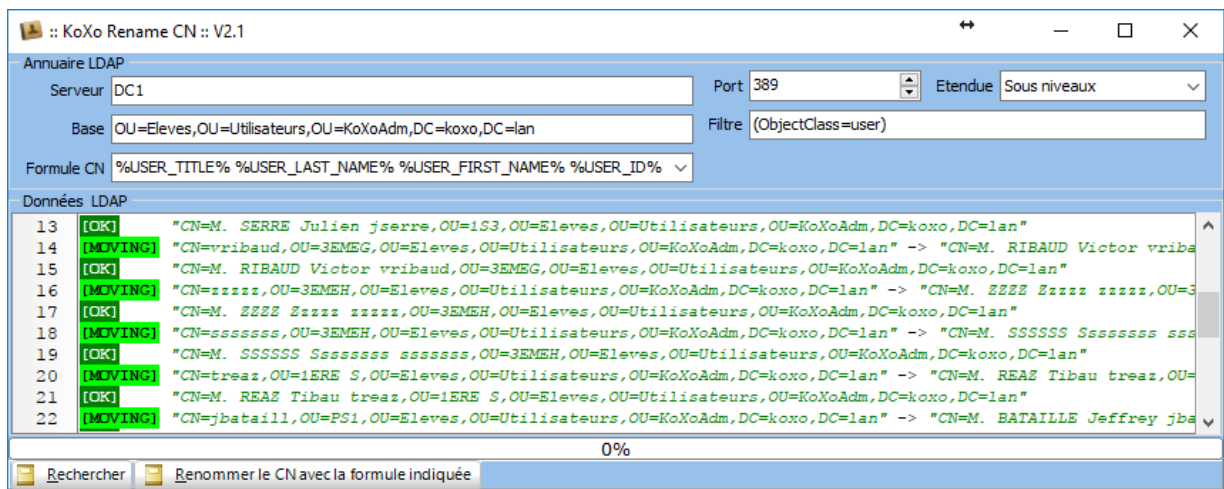 :: KoXo Rename CN :: V2.1
Annuaire LDAP
Serveur DC1 Port 389 Etendue Sous niveaux
Base OU=Eleves,OU=Utilisateurs,OU=KoXoAdm,DC=koxo,DC=lan Filtre (ObjectClass=user)
Formule CN %USER_TITLE% %USER_LAST_NAME% %USER_FIRST_NAME% %USER_ID%
Données LDAP
13 [OK] "CN=M. SERRE Julien jserre,OU=1S3,OU=Eleves,OU=Utilisateurs,OU=KoXoAdm,DC=koxo,DC=lan"
14 [MOVING] "CN=vribaud,OU=3EMEG,OU=Eleves,OU=Utilisateurs,OU=KoXoAdm,DC=koxo,DC=lan" -> "CN=M. RIBAUD Victor vriba
15 [OK] "CN=M. RIBAUD Victor vribaud,OU=3EMEG,OU=Eleves,OU=Utilisateurs,OU=KoXoAdm,DC=koxo,DC=lan"
16 [MOVING] "CN=zzzzz,OU=3EMEH,OU=Eleves,OU=Utilisateurs,OU=KoXoAdm,DC=koxo,DC=lan" -> "CN=M. ZZZZ Zzzzz zzzzz,OU=3
17 [OK] "CN=M. ZZZZ Zzzzz zzzzz,OU=3EMEH,OU=Eleves,OU=Utilisateurs,OU=KoXoAdm,DC=koxo,DC=lan"
18 [MOVING] "CN=sssssss,OU=3EMEH,OU=Eleves,OU=Utilisateurs,OU=KoXoAdm,DC=koxo,DC=lan" -> "CN=M. SSSSSS Ssssssss sss
19 [OK] "CN=M. SSSSSS Ssssssss sssssss,OU=3EMEH,OU=Eleves,OU=Utilisateurs,OU=KoXoAdm,DC=koxo,DC=lan"
20 [MOVING] "CN=treaz,OU=1ERE S,OU=Eleves,OU=Utilisateurs,OU=KoXoAdm,DC=koxo,DC=lan" -> "CN=M. REAZ Tibau treaz,OU=
21 [OK] "CN=M. REAZ Tibau treaz,OU=1ERE S,OU=Eleves,OU=Utilisateurs,OU=KoXoAdm,DC=koxo,DC=lan"
22 [MOVING] "CN=jbataill,OU=PS1,OU=Eleves,OU=Utilisateurs,OU=KoXoAdm,DC=koxo,DC=lan" -> "CN=M. BATAILLE Jeffrey jba
0%
Rechercher Renommer le CN avec la formule indiquée